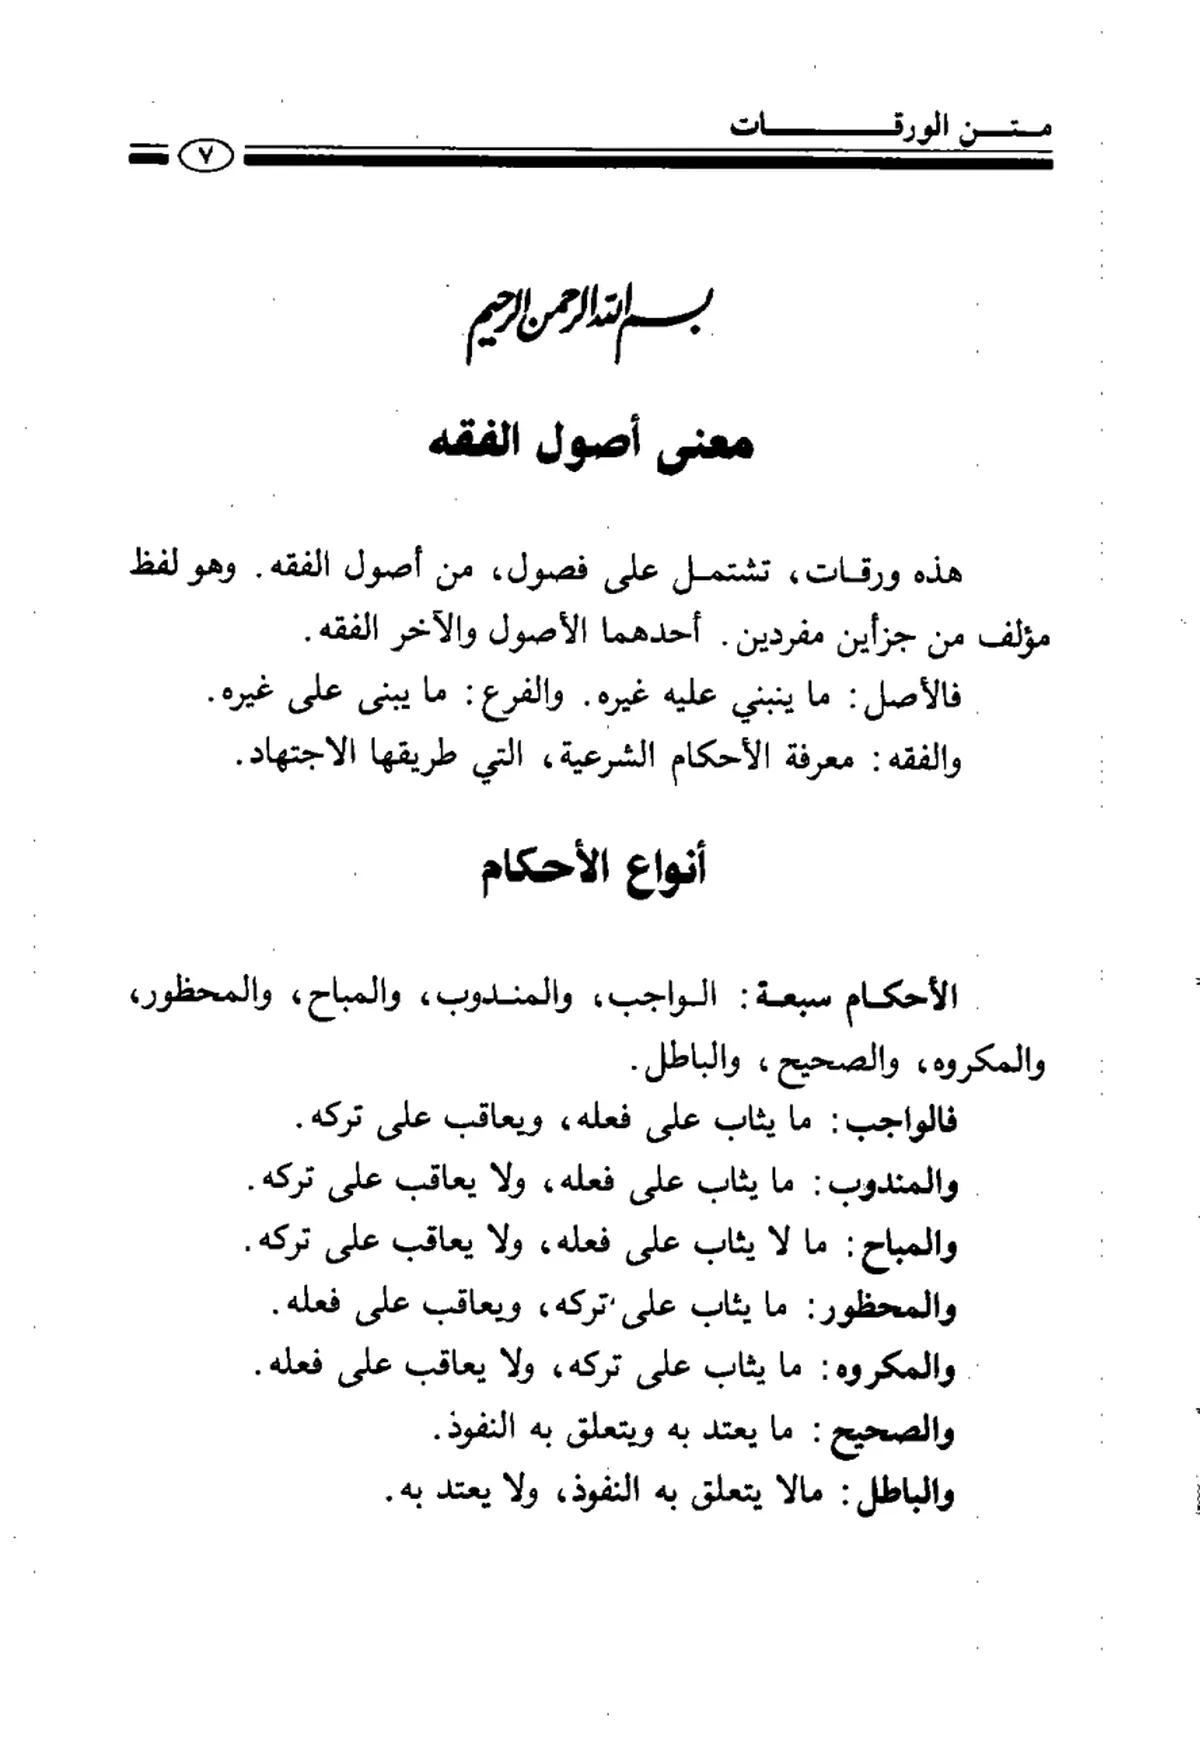 متن الورقات
٧
بسم الله الرحمن الرحيم
معنى أصول الفقه
هذه ورقات، تشتمل على فصول، من أصول الفقه. وهو لفظ
مؤلف من جزأين مفردين. أحدهما الأصول والآخر الفقه.
فالأصل: ما ينبني عليه غيره. والفرع: ما يبنى على غيره.
والفقه: معرفة الأحكام الشرعية، التي طريقها الاجتهاد.
أنواع الأحكام
الأحكام سبعة: الواجب، والمندوب، والمباح، والمحظور،
والمكروه، والصحيح، والباطل.
فالواجب: ما يثاب على فعله، ويعاقب على تركه.
والمندوب: ما يثاب على فعله، ولا يعاقب على تركه.
والمباح: ما لا يثاب على فعله، ولا يعاقب على تركه.
والمحظور: ما يثاب على تركه، ويعاقب على فعله.
والمكروه: ما يثاب على تركه، ولا يعاقب على فعله.
والصحيح: ما يعتد به ويتعلق به النفوذ.
والباطل: مالا يتعلق به النفوذ، ولا يعتد به.